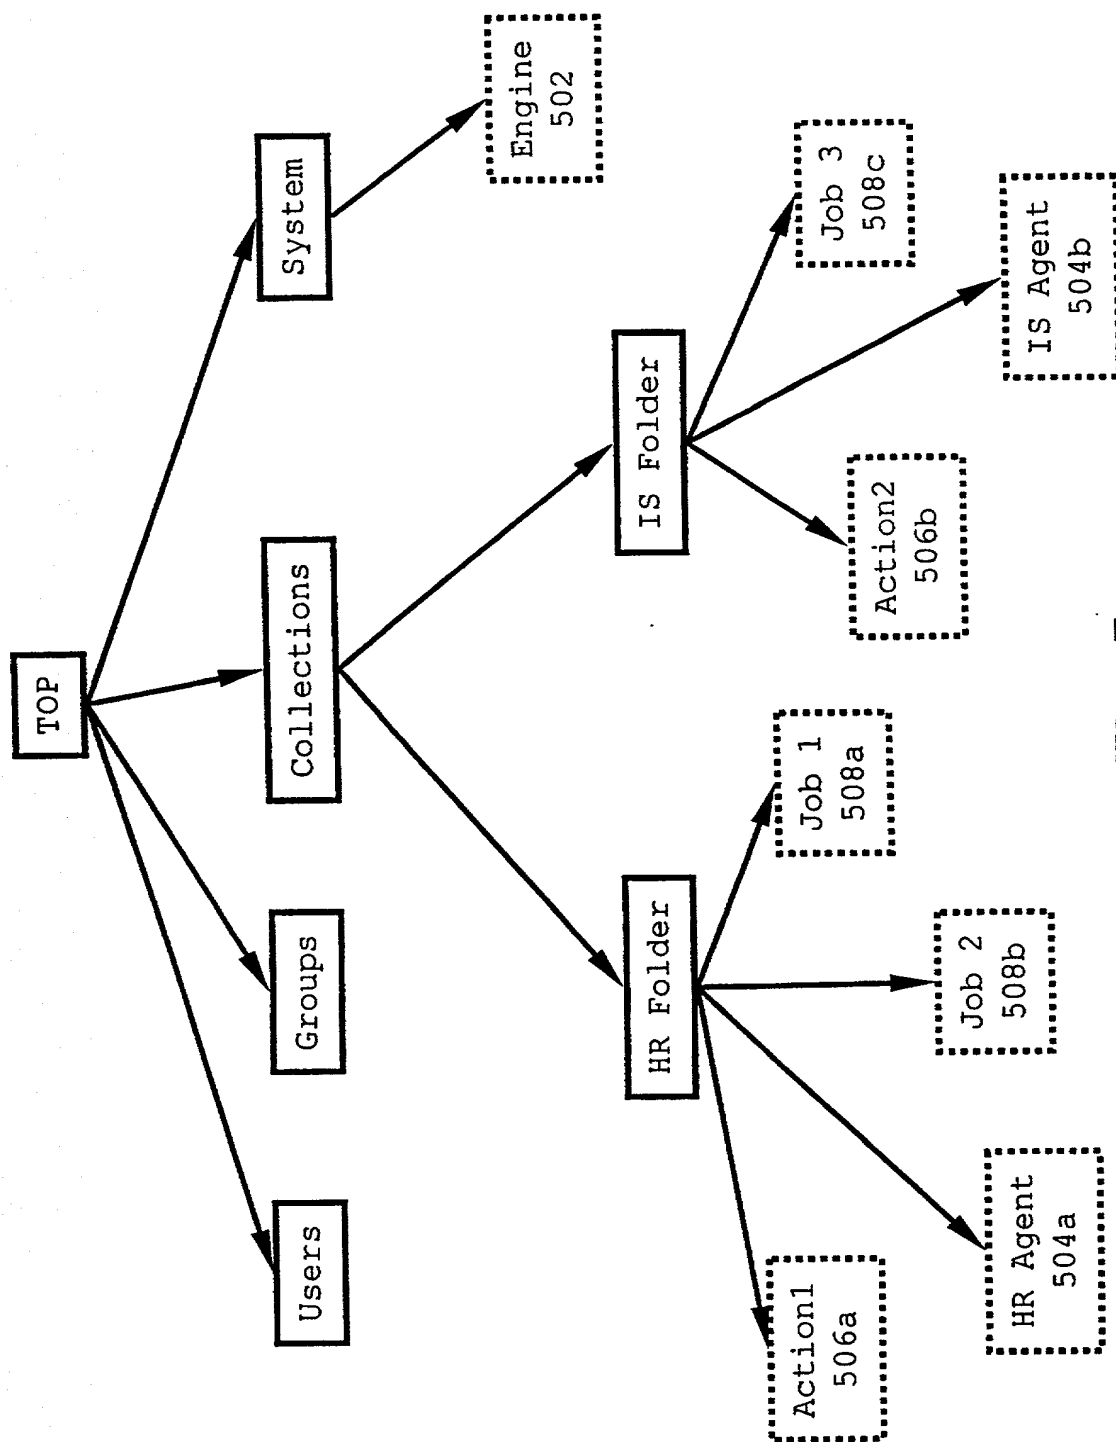 TOP
Users
Groups
Collections
System
Engine
502
HR Folder
IS Folder
Action1
506a
HR Agent
504a
Job 2
508b
Job 1
508a
Action2
506b
IS Agent
504b
Job 3
508c